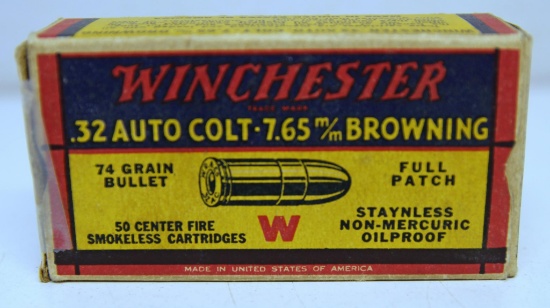 WINCHESTER
TRADE MARK
.32 AUTO COLT-7.65 m/m BROWNING
74 GRAIN
BULLET
FULL
PATCH
50 CENTER FIRE
SMOKELESS CARTRIDGES
W
STAYNLESS
NON-MERCURIC
OILPROOF
MADE IN UNITED STATES OF AMERICA